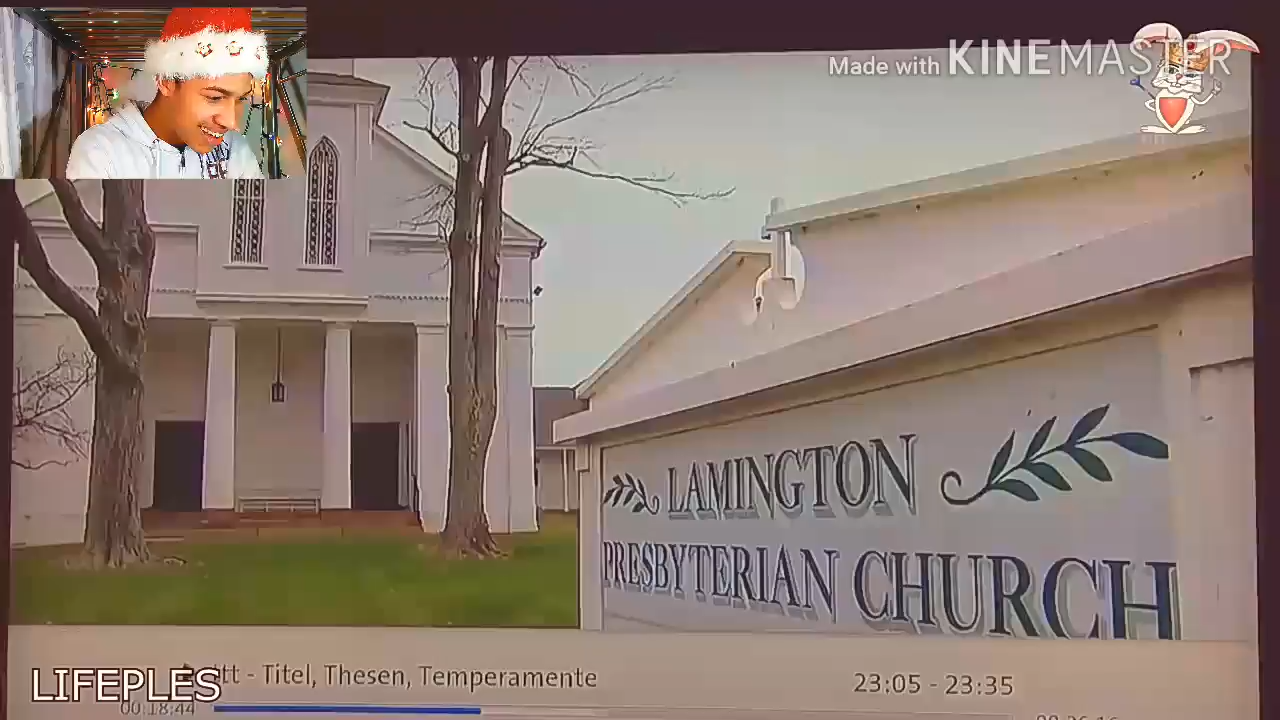 Made with KINEMASTER
LAMINGTON
PRESBYTERIAN CHURCH
- Titel, Thesen, Temperamente
23:05 - 23:35
LIFEPLES
00:18:44